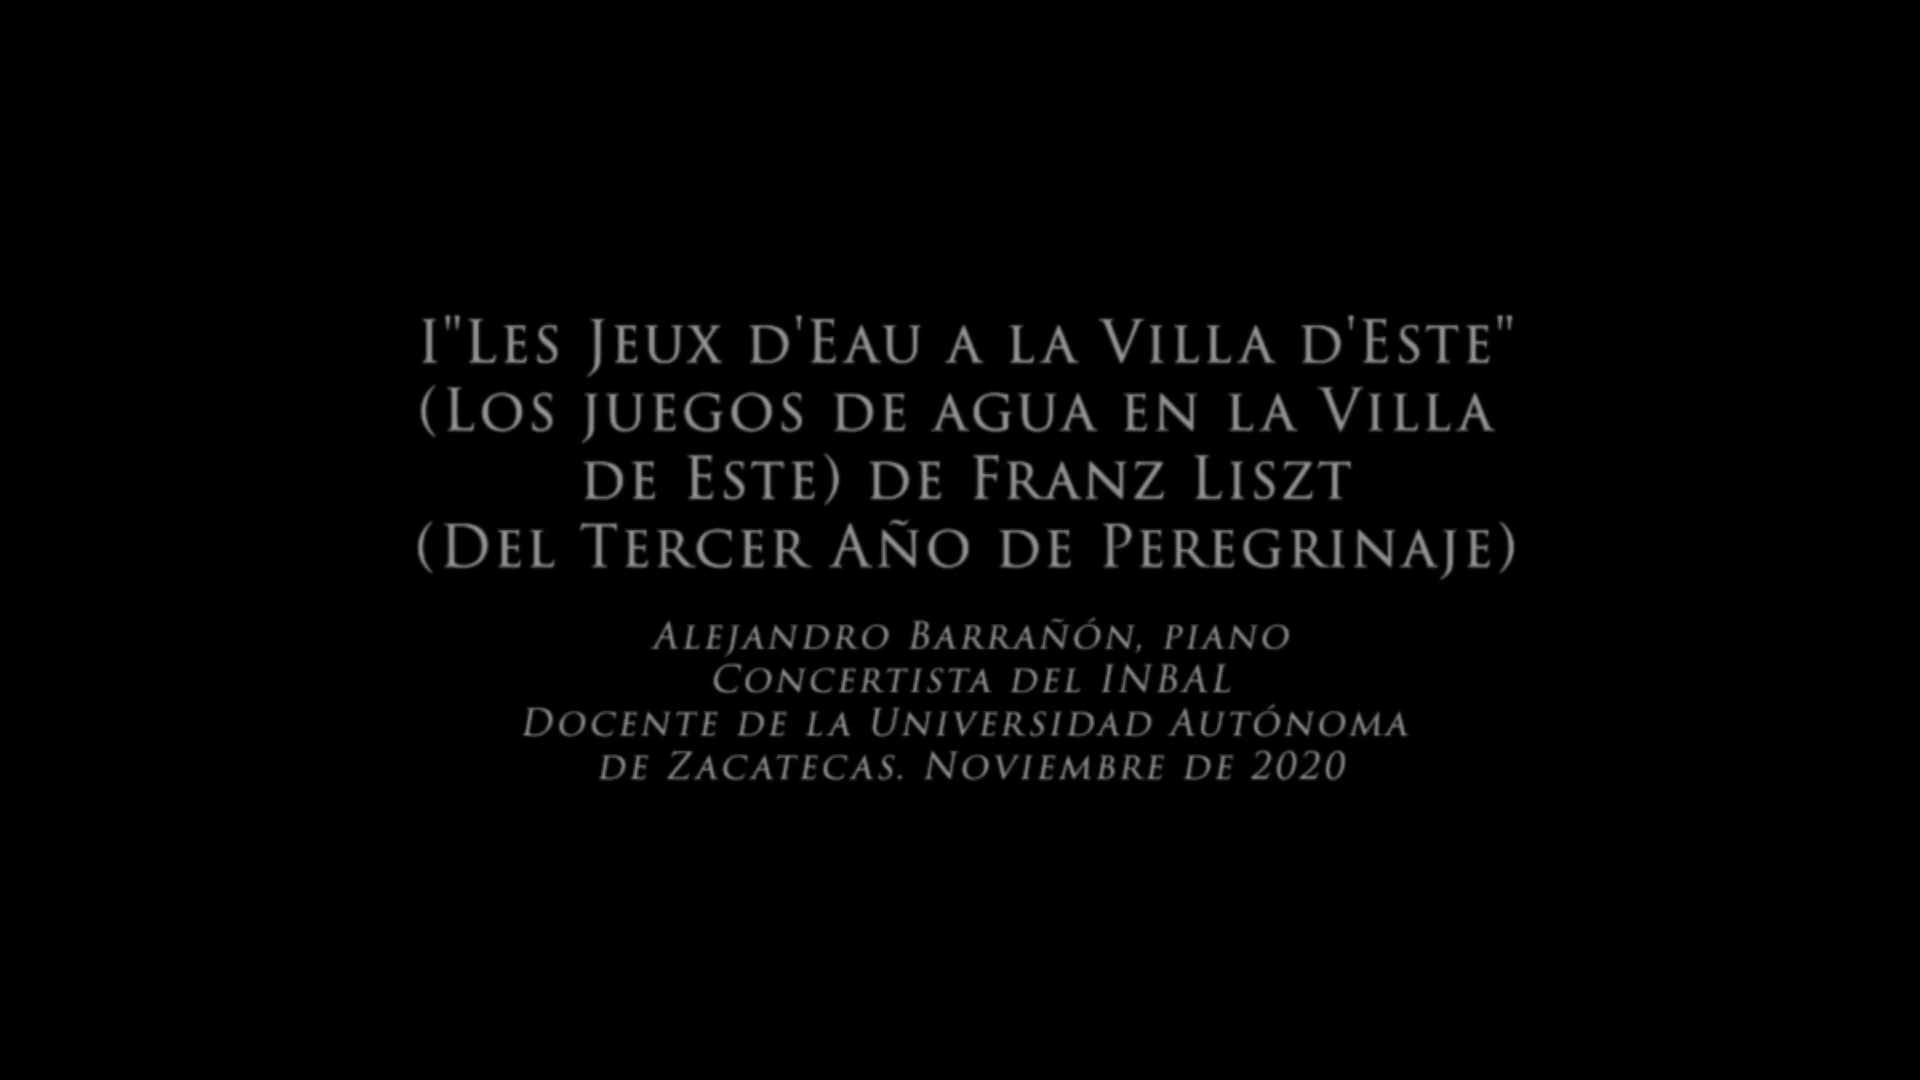 I"Les Jeux d'Eau a la Villa d'Este"
(Los juegos de agua en la Villa
de Este) de Franz Liszt
(Del Tercer Año de Peregrinaje)
Alejandro Barrañón, piano
Concertista del INBAL
Docente de la Universidad Autónoma
de Zacatecas. Noviembre de 2020